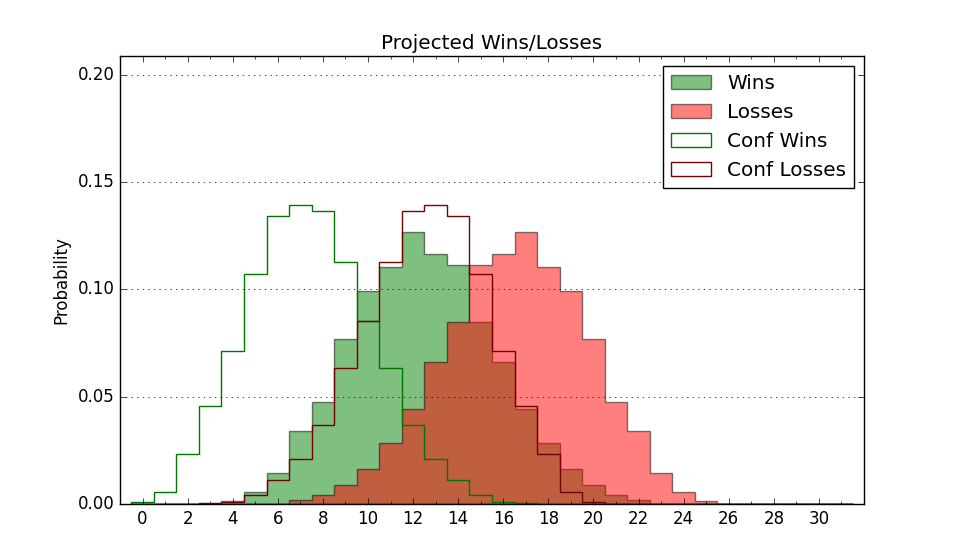 Projected Wins/Losses
Probability
0.20
0.15
0.10
0.05
0.00
0 2 4 6 8 10 12 14 16 18 20 22 24 26 28 30
Wins
Losses
Conf Wins
Conf Losses